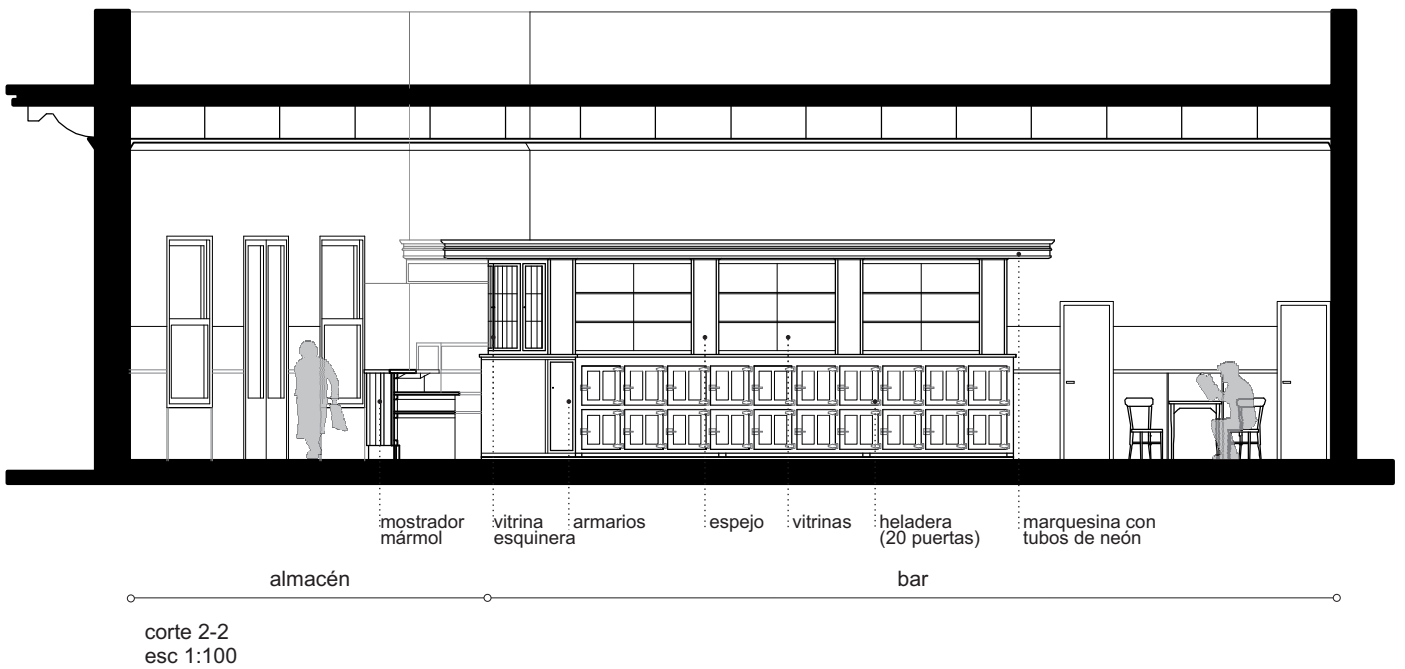 mostrador
mármol
vitrina
esquinera
armarios
espejo
vitrinas
heladera
(20 puertas)
marquesina con
tubos de neón
almacén
bar
corte 2-2
esc 1:100